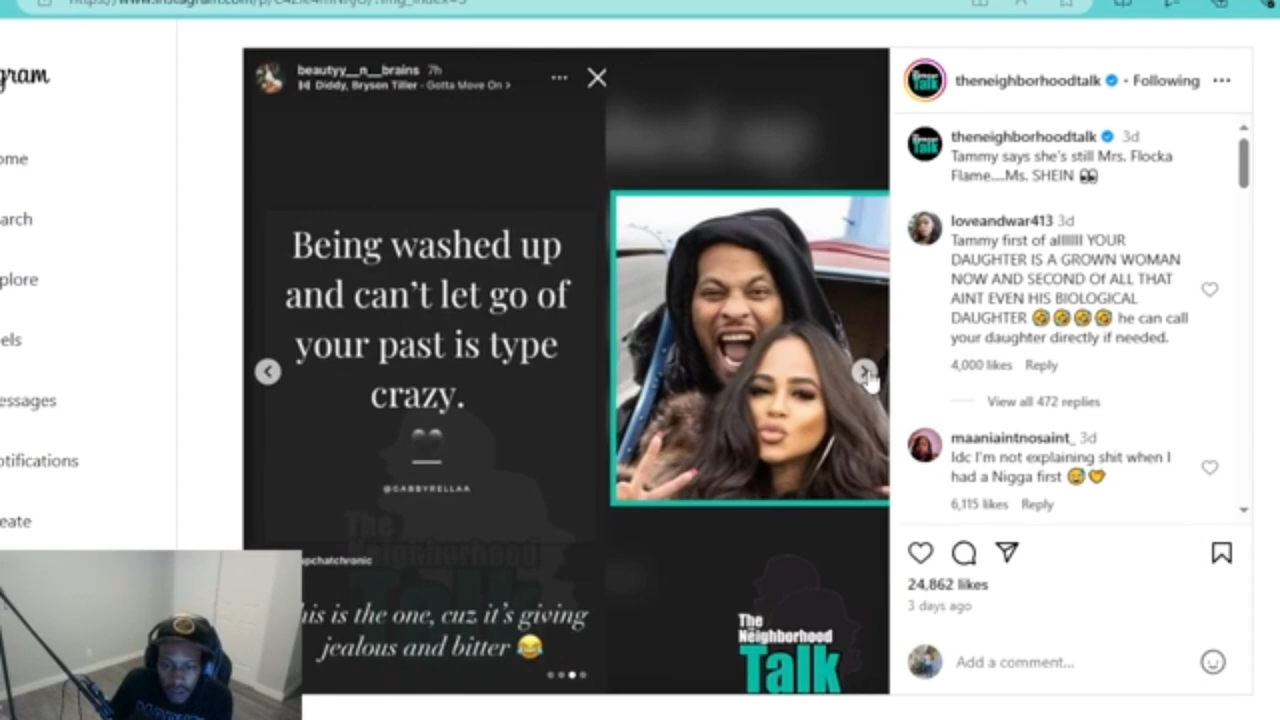 gram
ome
arch
plore
els
essages
otifications
eate
beautyy__n__brains 7h
Diddy, Bryson Tiller · Gotta Move On >
Being washed up
and can't let go of
your past is type
crazy.
@GABBYRELLAA
The
Neighborhood
Talk
pchatchronic
his is the one, cuz it's giving
jealous and bitter 😂
The
Neighborhood
Talk
theneighborhoodtalk · Following ···
theneighborhoodtalk 3d
Tammy says she's still Mrs. Flocka
Flame....Ms. SHEIN 👀
loveandwar413 3d
Tammy first of alllllll YOUR
DAUGHTER IS A GROWN WOMAN
NOW AND SECOND Of ALL THAT
AINT EVEN HIS BIOLOGICAL
DAUGHTER 🤣🤣🤣🤣 he can call
your daughter directly if needed.
4,000 likes Reply
View all 472 replies
maaniaintnosaint_ 3d
Idc I'm not explaining shit when I
had a Nigga first 😅🧡
6,115 likes Reply
24,862 likes
3 days ago
Add a comment...